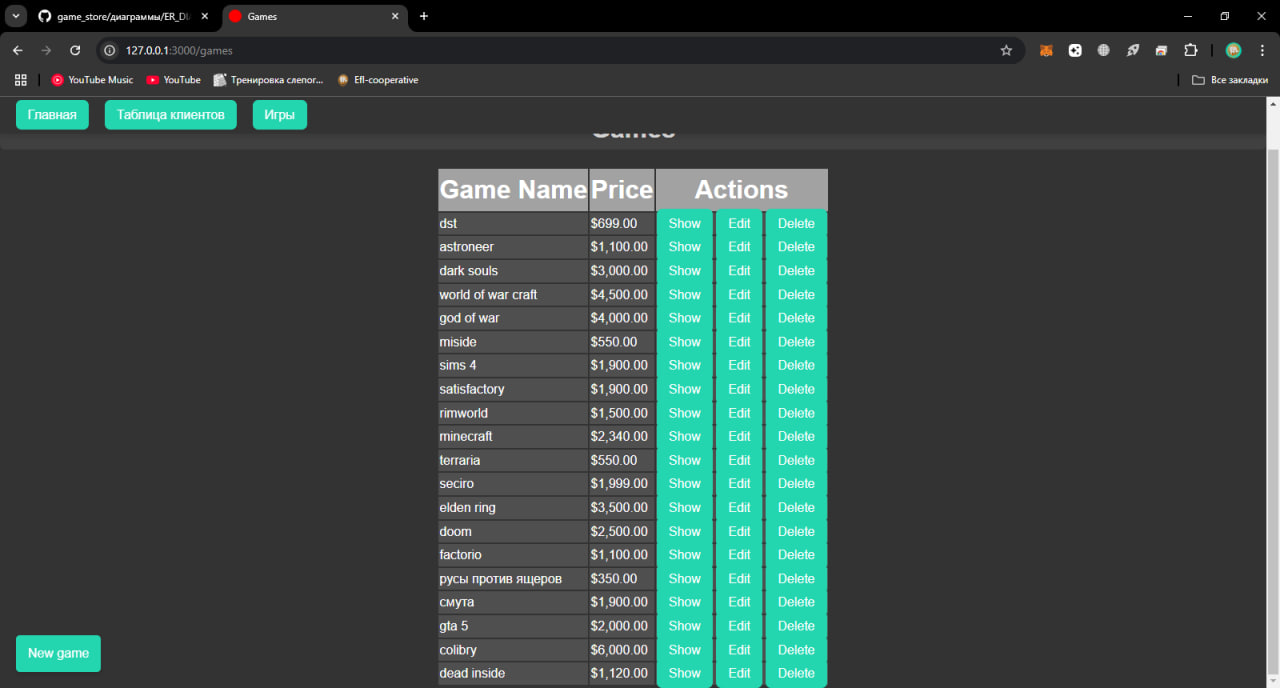 game_store/диаграммы/ER_DI
Games
127.0.0.1:3000/games
YouTube Music
YouTube
Тренировка слепог...
Efl-cooperative
Все закладки
Главная
Таблица клиентов
Игры
Games
Game Name Price Actions
dst $699.00 Show Edit Delete
astroneer $1,100.00 Show Edit Delete
dark souls $3,000.00 Show Edit Delete
world of war craft $4,500.00 Show Edit Delete
god of war $4,000.00 Show Edit Delete
miside $550.00 Show Edit Delete
sims 4 $1,900.00 Show Edit Delete
satisfactory $1,900.00 Show Edit Delete
rimworld $1,500.00 Show Edit Delete
minecraft $2,340.00 Show Edit Delete
terraria $550.00 Show Edit Delete
seciro $1,999.00 Show Edit Delete
elden ring $3,500.00 Show Edit Delete
doom $2,500.00 Show Edit Delete
factorio $1,100.00 Show Edit Delete
русы против ящеров $350.00 Show Edit Delete
смута $1,900.00 Show Edit Delete
gta 5 $2,000.00 Show Edit Delete
colibry $6,000.00 Show Edit Delete
dead inside $1,120.00 Show Edit Delete
New game